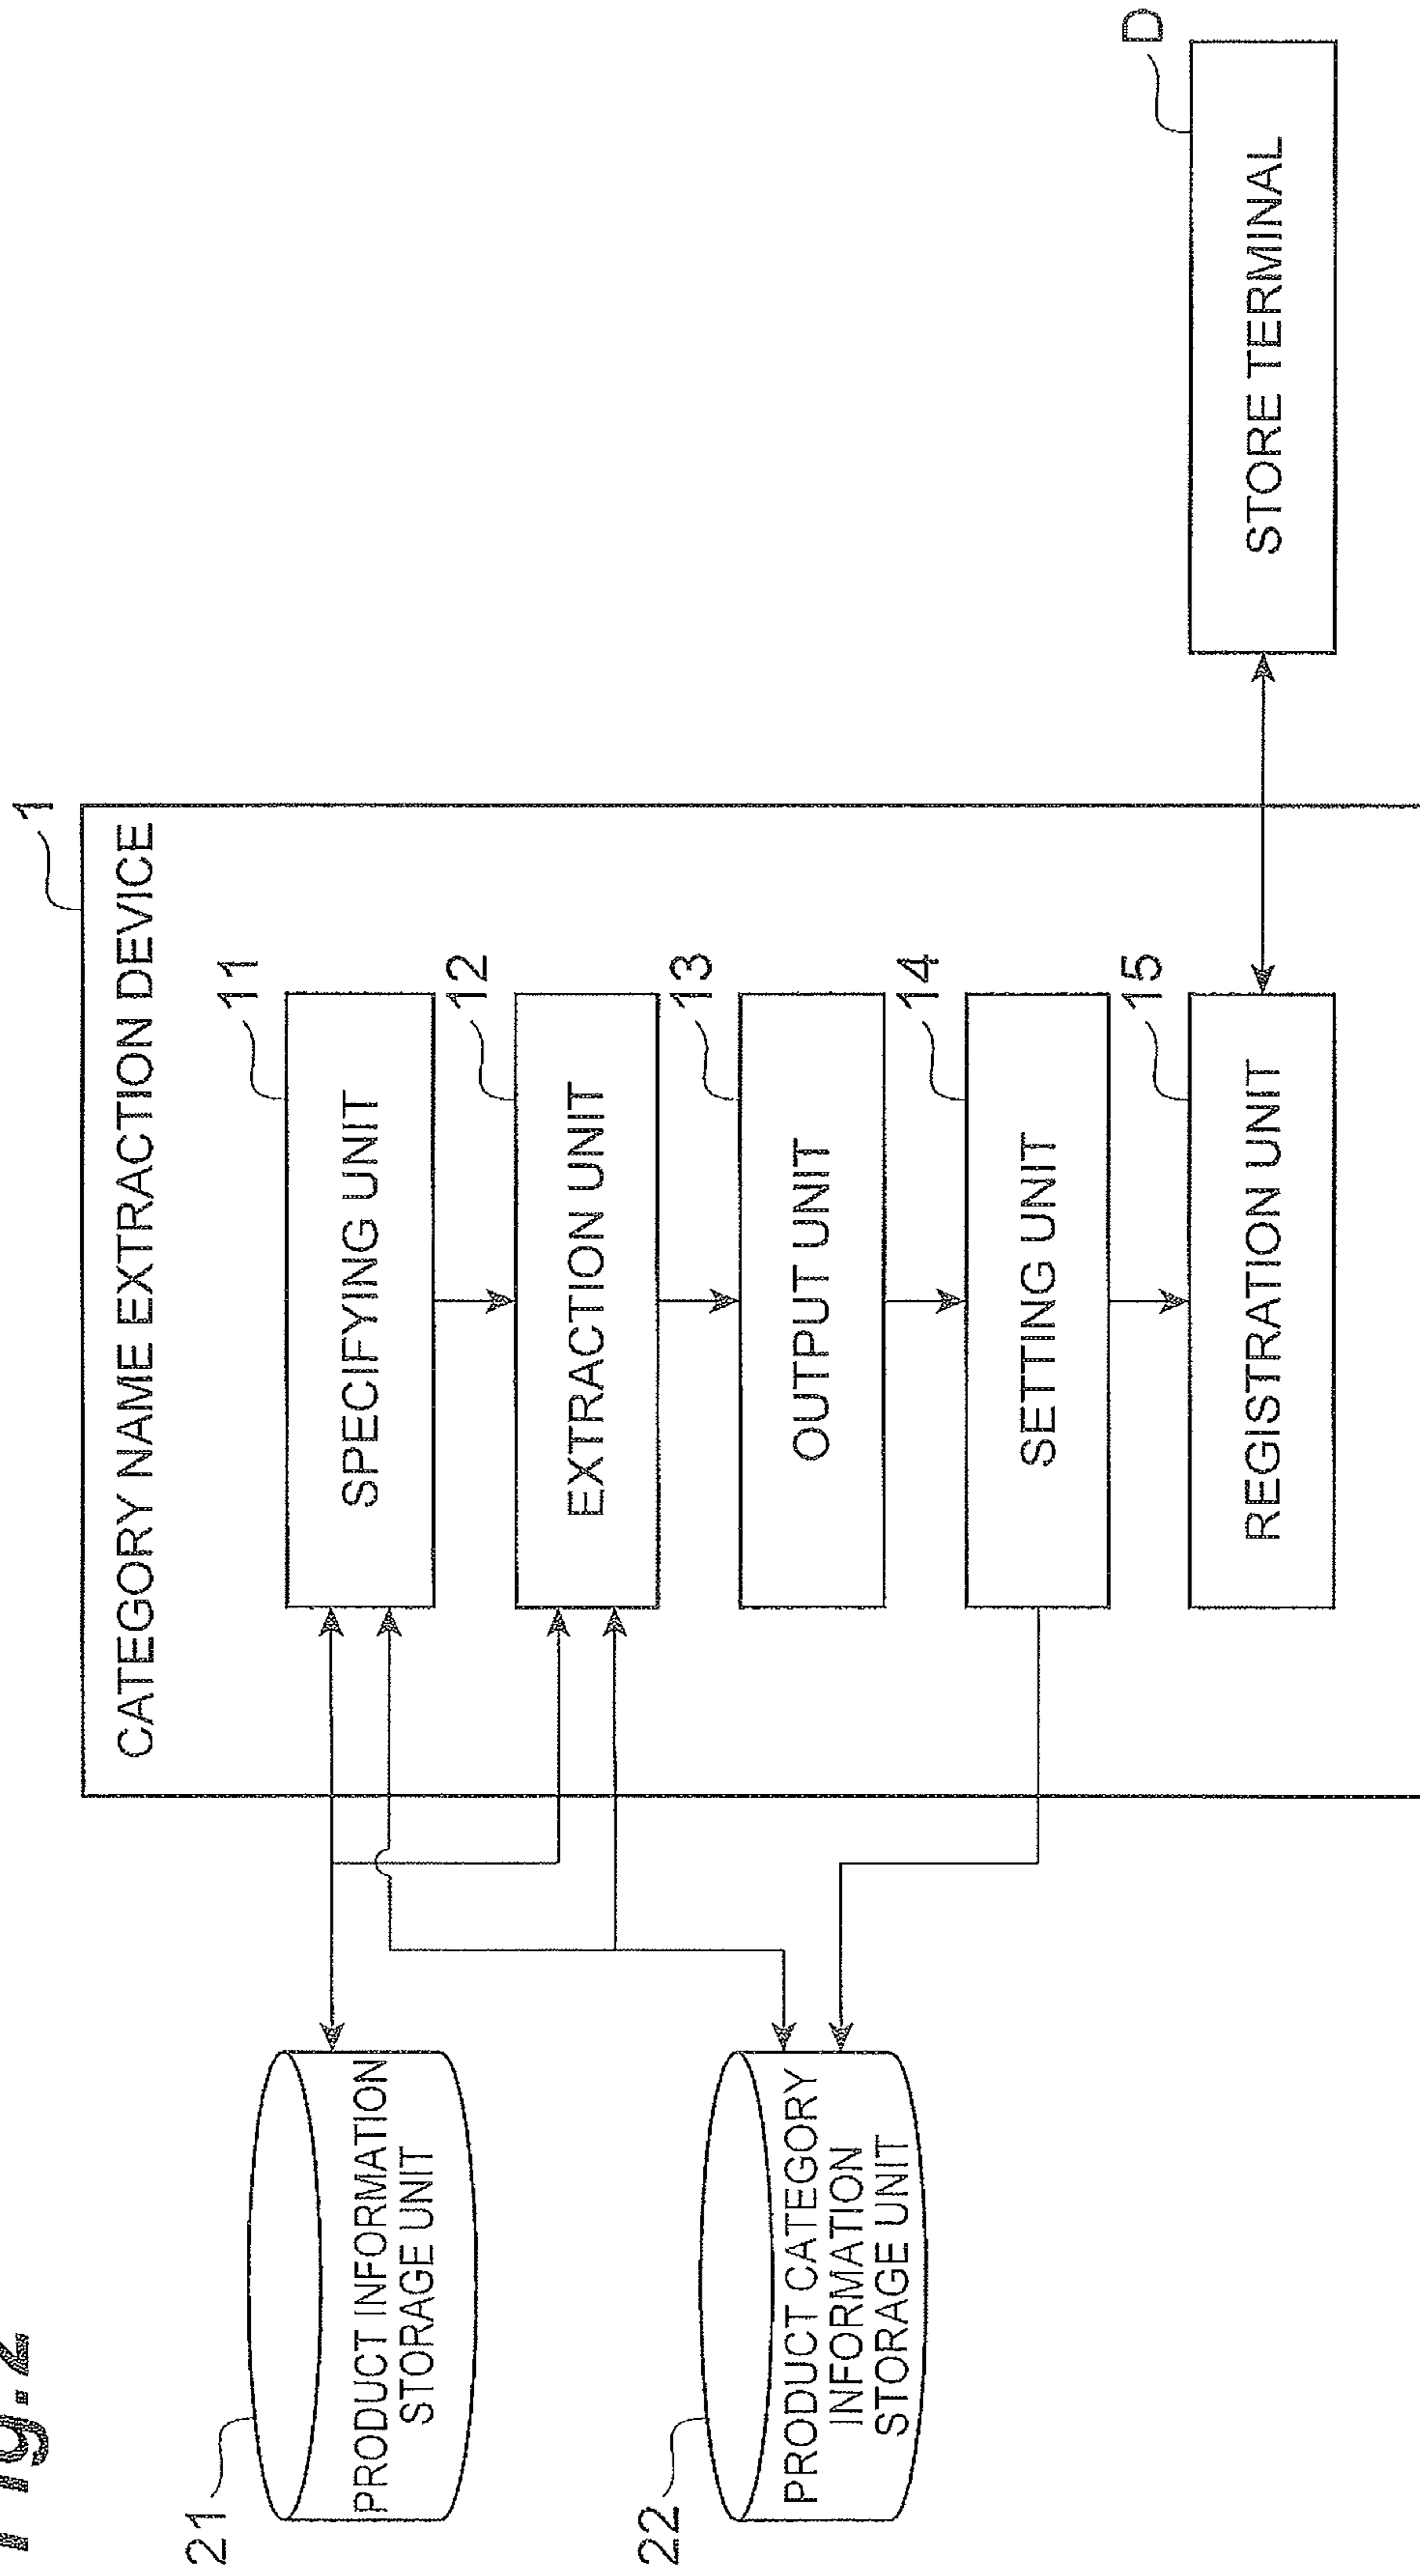 Fig.2
1
CATEGORY NAME EXTRACTION DEVICE
21
PRODUCT INFORMATION
STORAGE UNIT
22
PRODUCT CATEGORY
INFORMATION
STORAGE UNIT
11
SPECIFYING UNIT
12
EXTRACTION UNIT
13
OUTPUT UNIT
14
SETTING UNIT
15
REGISTRATION UNIT
D
STORE TERMINAL